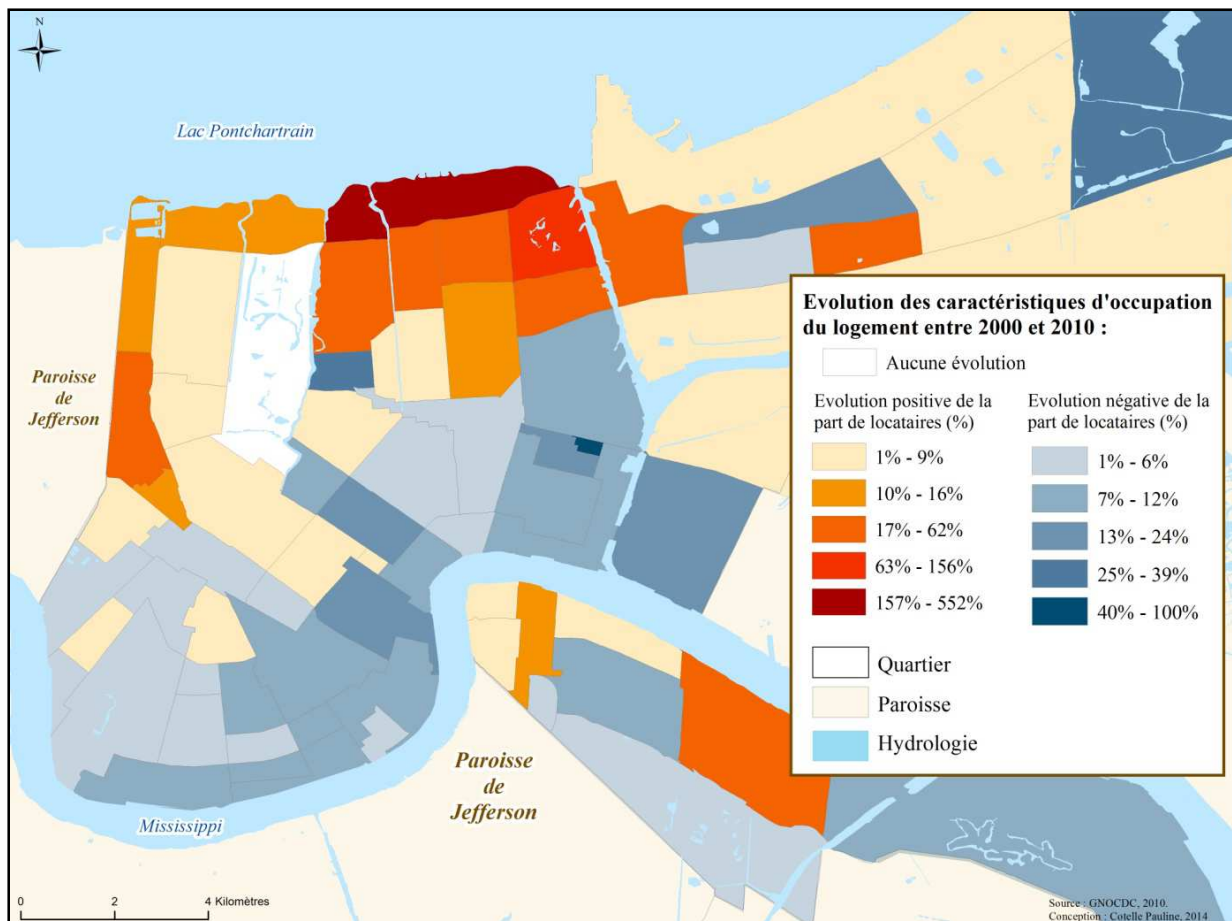 N
Lac Pontchartrain
Paroisse
de
Jefferson
Evolution des caractéristiques d'occupation
du logement entre 2000 et 2010 :
Aucune évolution
Evolution positive de la
part de locataires (%)
1% - 9%
10% - 16%
17% - 62%
63% - 156%
157% - 552%
Evolution négative de la
part de locataires (%)
1% - 6%
7% - 12%
13% - 24%
25% - 39%
40% - 100%
Quartier
Paroisse
Hydrologie
Paroisse
de
Jefferson
Mississippi
0 2 4 Kilomètres
Source : GNOCDC, 2010.
Conception : Cotelle Pauline, 2014